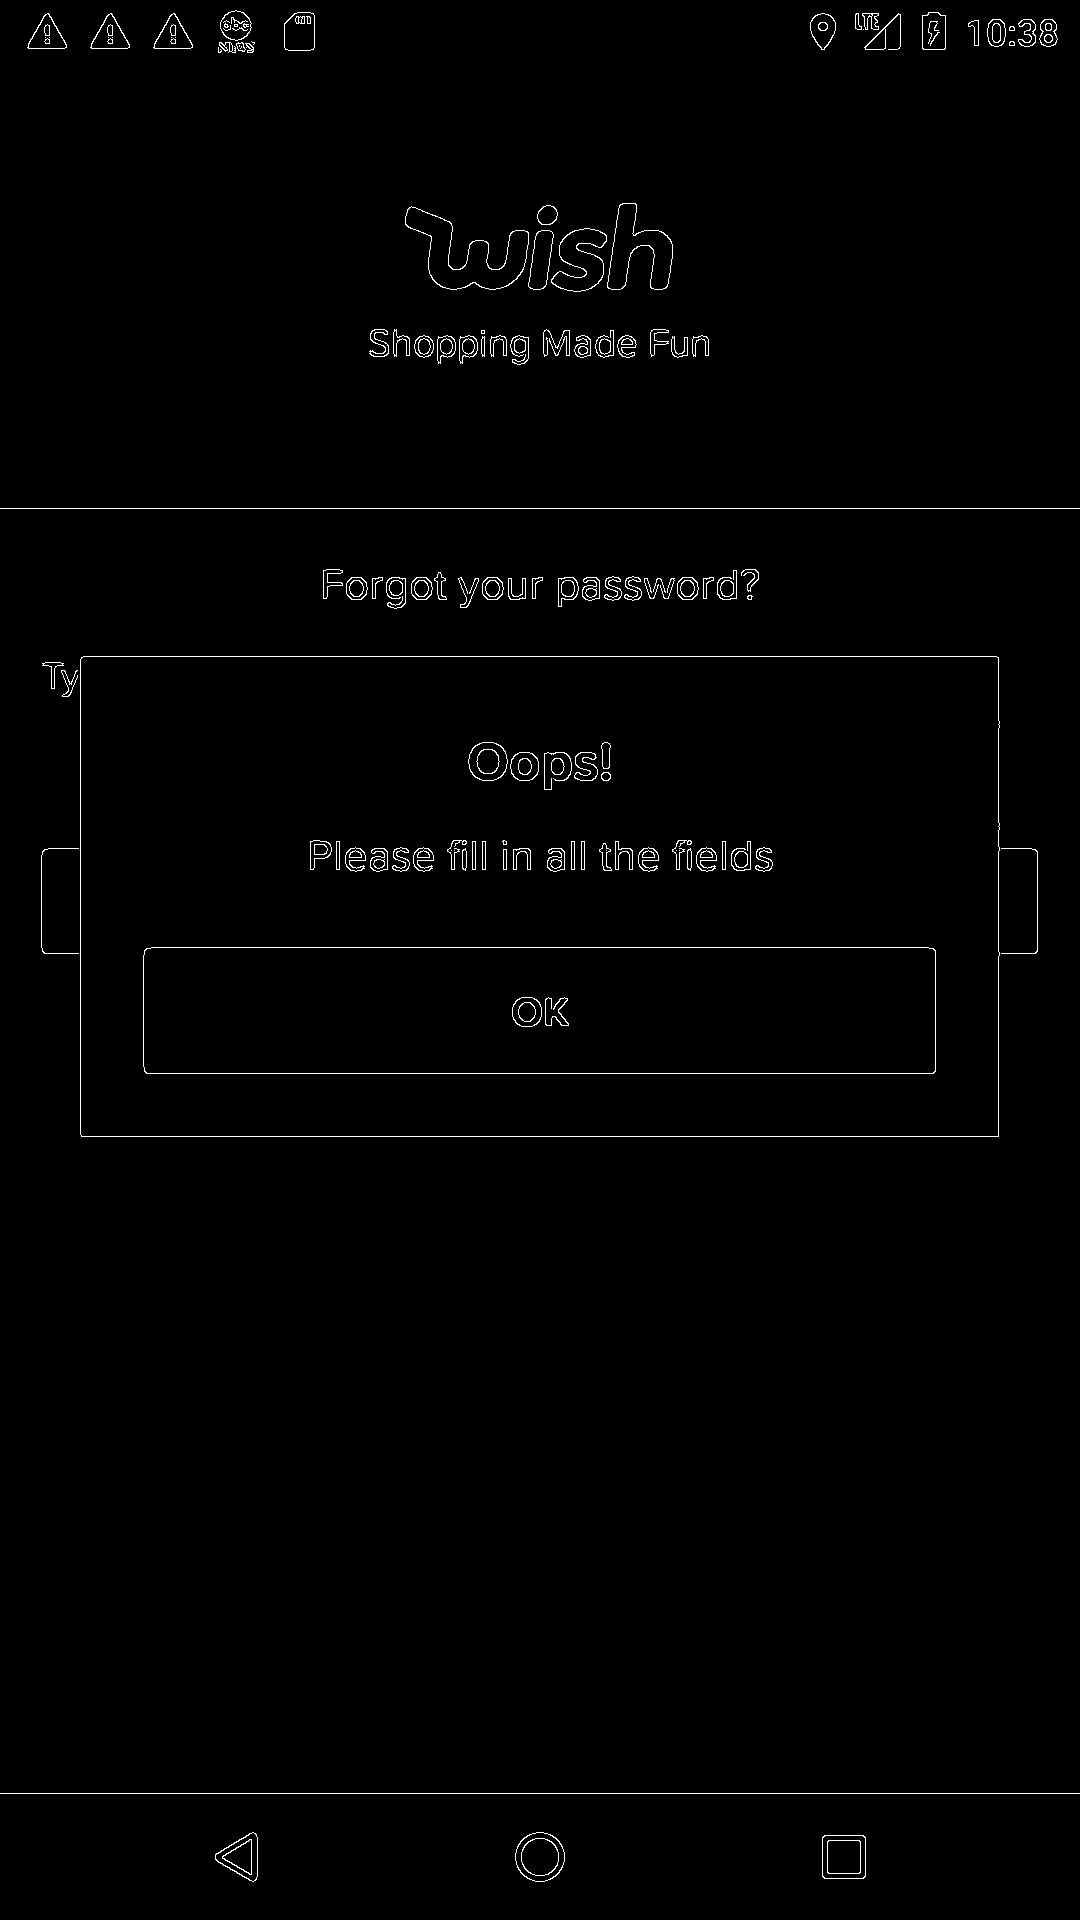 abc
LTE
10:38
wish
Shopping Made Fun
Forgot your password?
Ty
Oops!
Please fill in all the fields
OK